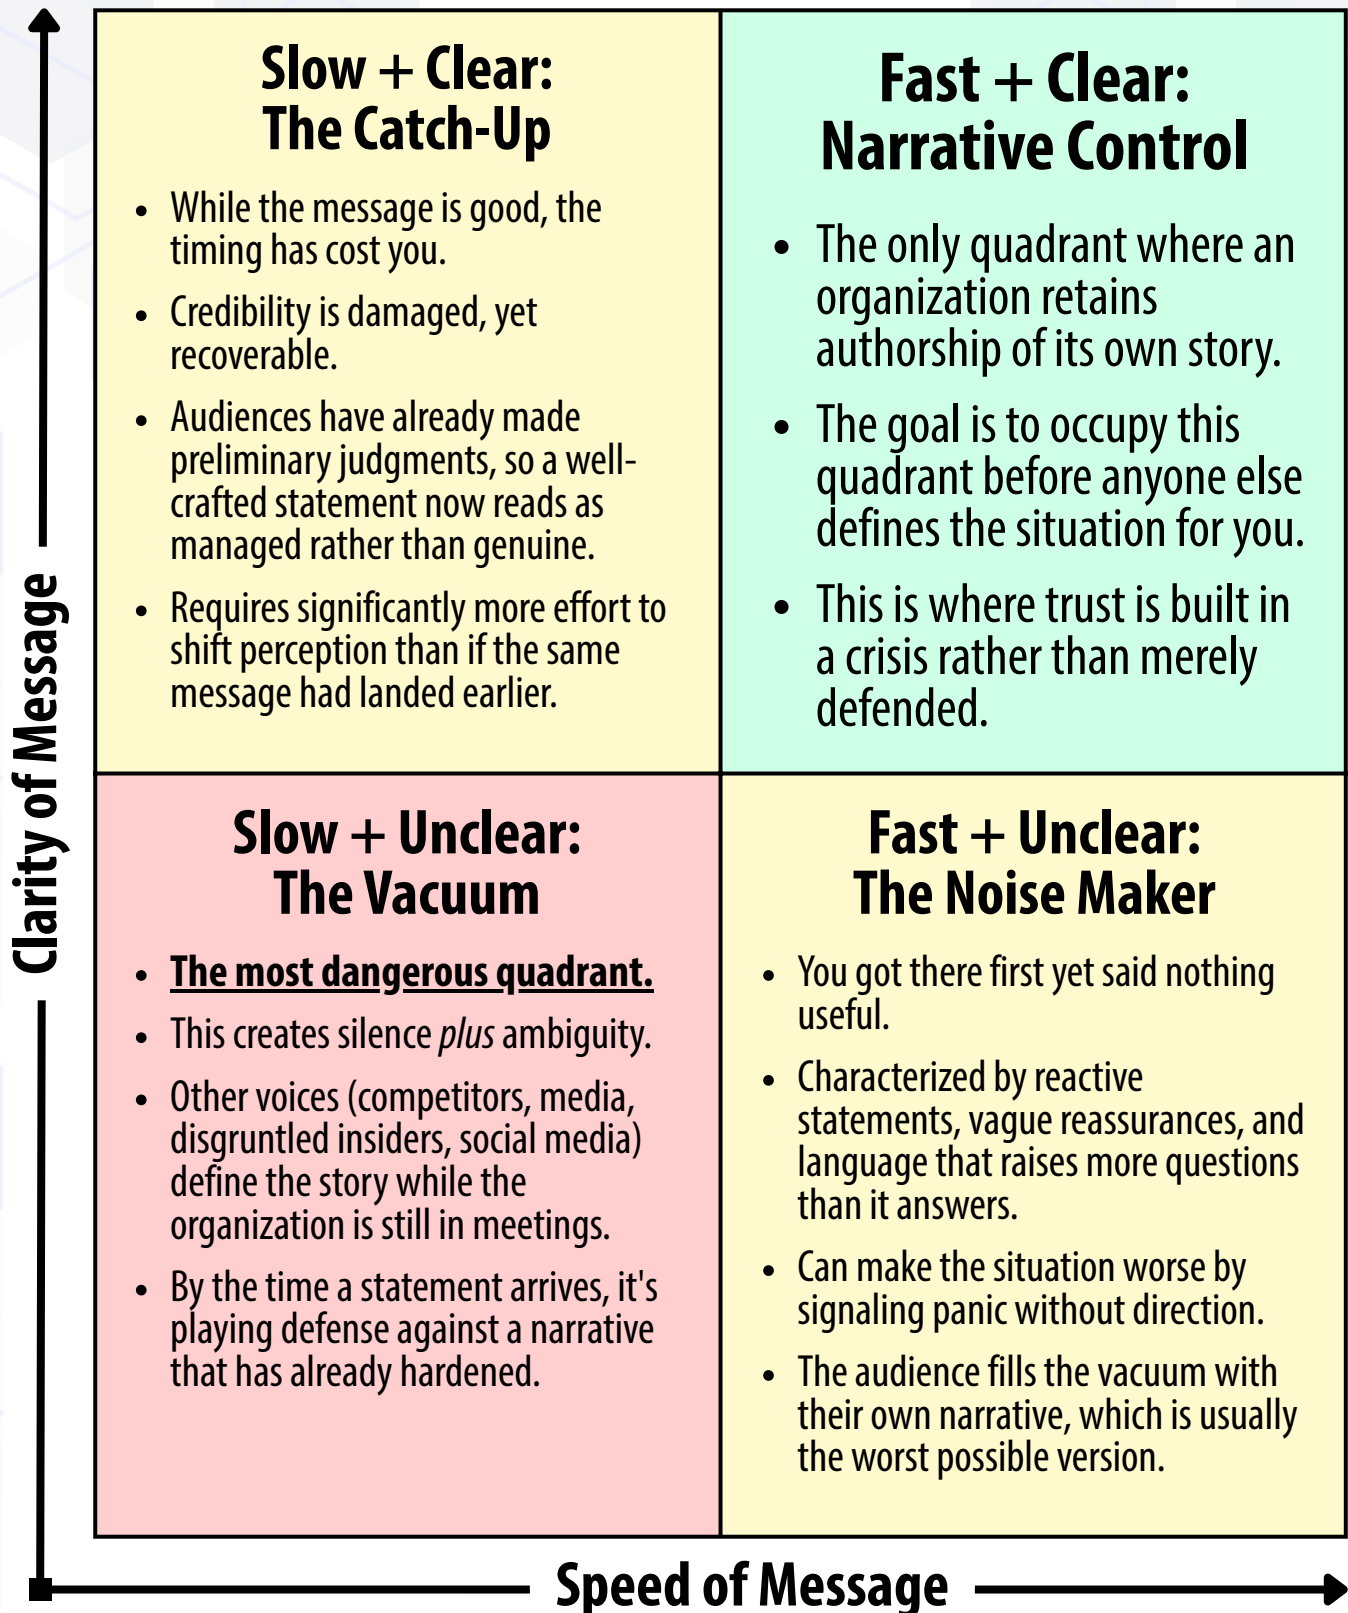 Slow + Clear:
The Catch-Up
• While the message is good, the
timing has cost you.
• Credibility is damaged, yet
recoverable.
• Audiences have already made
preliminary judgments, so a well-
crafted statement now reads as
managed rather than genuine.
• Requires significantly more effort to
shift perception than if the same
message had landed earlier.
Fast + Clear:
Narrative Control
• The only quadrant where an
organization retains
authorship of its own story.
• The goal is to occupy this
quadrant before anyone else
defines the situation for you.
• This is where trust is built in
a crisis rather than merely
defended.
Slow + Unclear:
The Vacuum
• The most dangerous quadrant.
• This creates silence plus ambiguity.
• Other voices (competitors, media,
disgruntled insiders, social media)
define the story while the
organization is still in meetings.
• By the time a statement arrives, it's
playing defense against a narrative
that has already hardened.
Fast + Unclear:
The Noise Maker
• You got there first yet said nothing
useful.
• Characterized by reactive
statements, vague reassurances, and
language that raises more questions
than it answers.
• Can make the situation worse by
signaling panic without direction.
• The audience fills the vacuum with
their own narrative, which is usually
the worst possible version.
Clarity of Message
Speed of Message